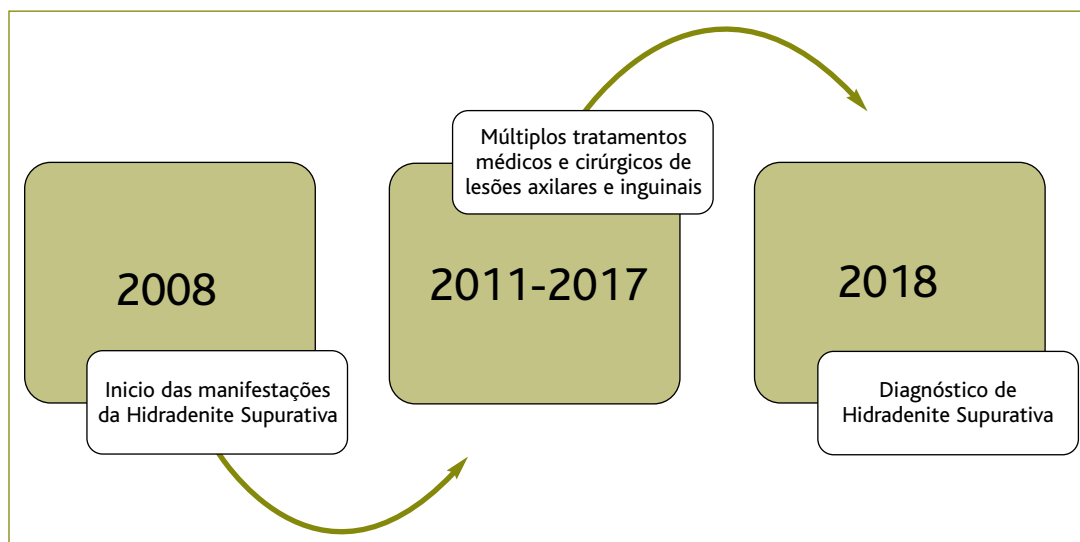 2008
Inicio das manifestações
da Hidradenite Supurativa
Múltiplos tratamentos
médicos e cirúrgicos de
lesões axilares e inguinais
2011-2017
2018
Diagnóstico de
Hidradenite Supurativa